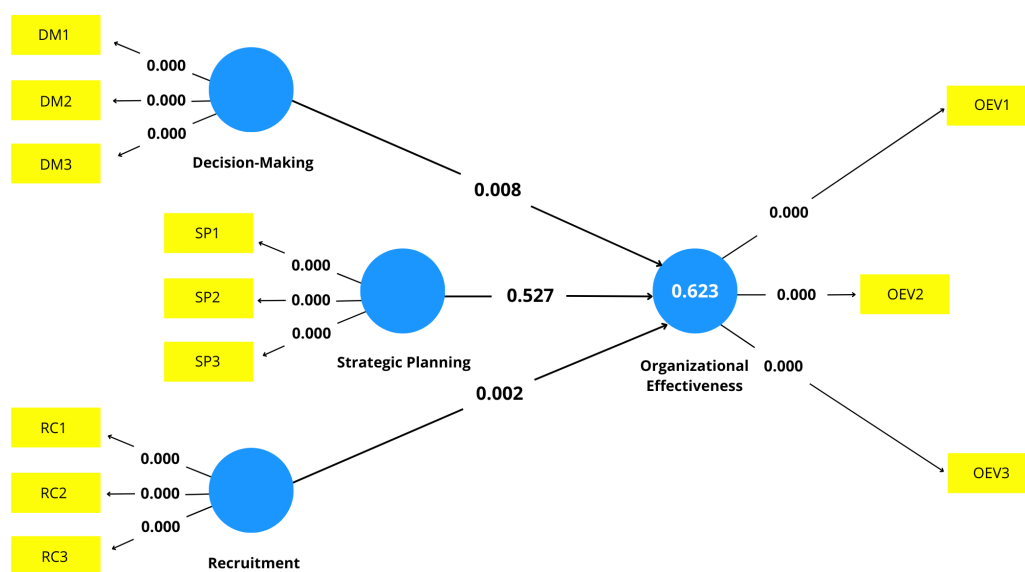 DM1
0.000
DM2
0.000
0.000
DM3
Decision-Making
0.008
SP1
0.000
SP2
0.000
0.000
SP3
Strategic Planning
0.527
RC1
0.000
RC2
0.000
0.000
RC3
Recruitment
0.002
0.623
Organizational
Effectiveness
OEV1
0.000
0.000
OEV2
0.000
OEV3